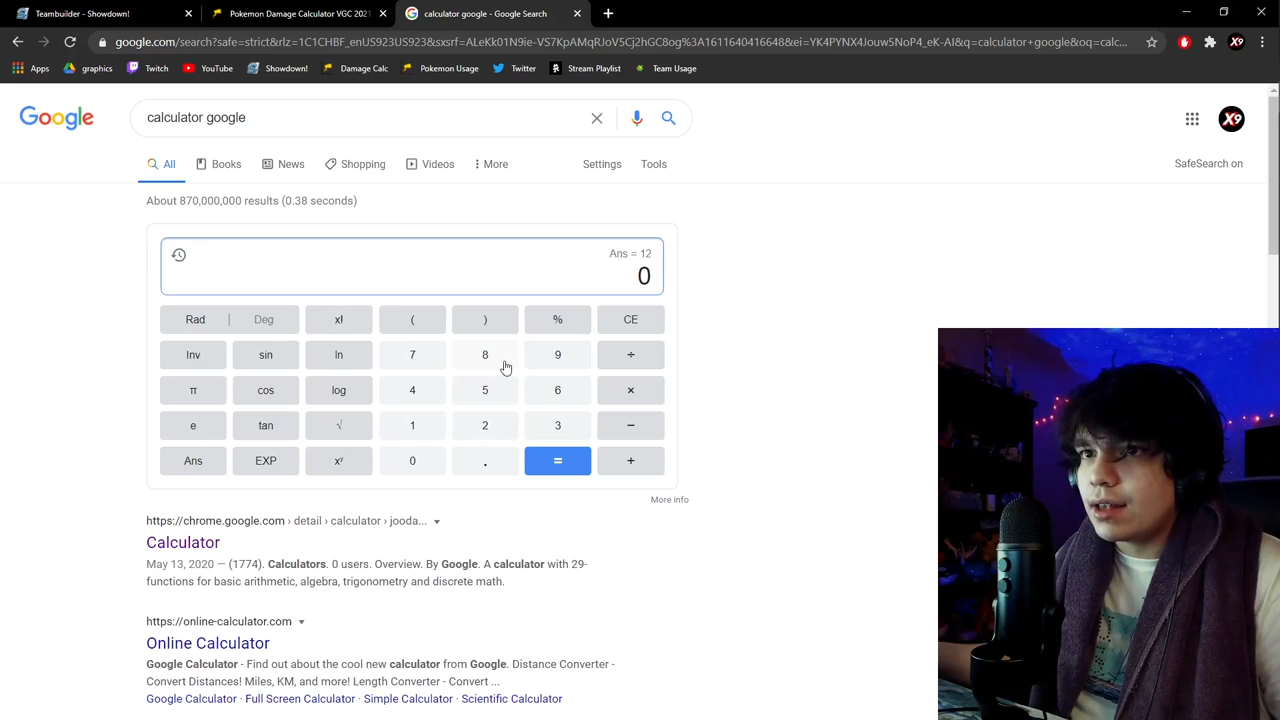 Teambuilder - Showdown!
Pokemon Damage Calculator VGC 2021
calculator google - Google Search
google.com/search?safe=strict&rlz=1C1CHBF_enUS923US923&sxsrf=ALeKk01N9ie-VS7KpAMqRJoV5Cj2hGC8og%3A1611640416648&ei=YK4PYNX4Jouw5NoP4_eK-AI&q=calculator+google&oq=calc...
X9
Apps
graphics
Twitch
YouTube
Showdown!
Damage Calc
Pokemon Usage
Twitter
Stream Playlist
Team Usage
Google
calculator google
X9
All
Books
News
Shopping
Videos
More
Settings
Tools
SafeSearch on
About 870,000,000 results (0.38 seconds)
Ans = 12
0
Rad | Deg x! ( ) % CE
Inv sin ln 7 8 9 ÷
π cos log 4 5 6 ×
e tan √ 1 2 3 −
Ans EXP xʸ 0 . = +
More info
https://chrome.google.com › detail › calculator › jooda...
Calculator
May 13, 2020 — (1774). Calculators. 0 users. Overview. By Google. A calculator with 29-
functions for basic arithmetic, algebra, trigonometry and discrete math.
https://online-calculator.com
Online Calculator
Google Calculator - Find out about the cool new calculator from Google. Distance Converter -
Convert Distances! Miles, KM, and more! Length Converter - Convert ...
Google Calculator · Full Screen Calculator · Simple Calculator · Scientific Calculator